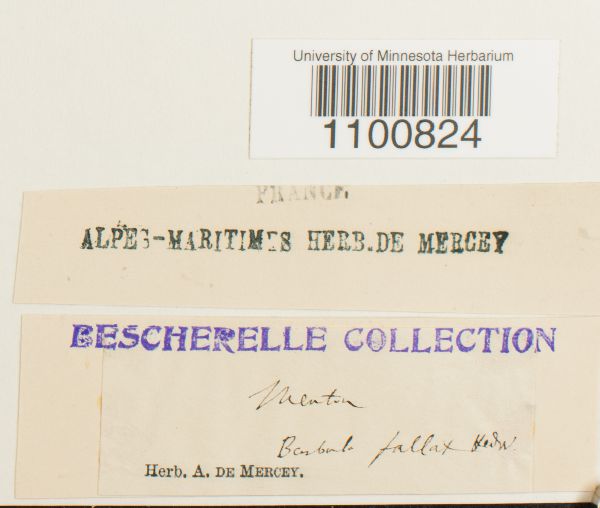 University of Minnesota Herbarium
1100824
FRANCE.
ALPES-MARITIMES HERB.DE MERCEY
BESCHERELLE COLLECTION
Menton
Barbula fallax Hedw.
Herb. A. DE MERCEY.